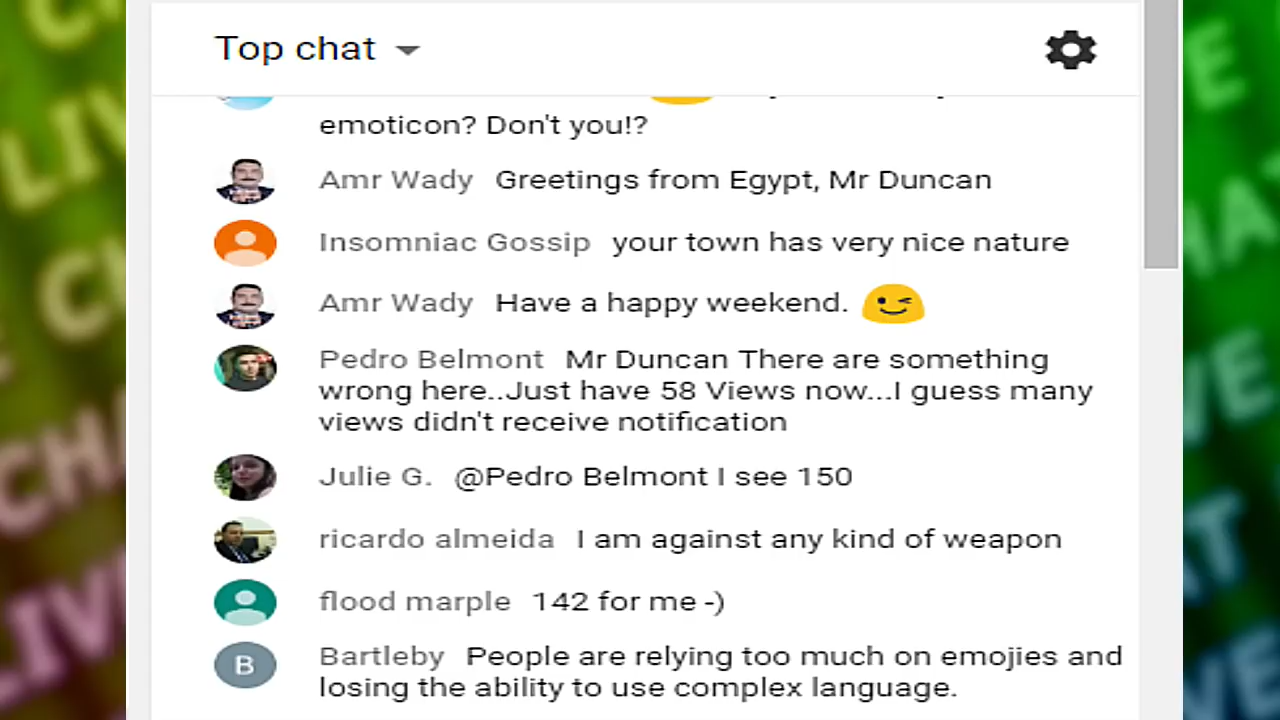 Top chat
emoticon? Don't you!?
Amr Wady Greetings from Egypt, Mr Duncan
Insomniac Gossip your town has very nice nature
Amr Wady Have a happy weekend. 😉
Pedro Belmont Mr Duncan There are something
wrong here..Just have 58 Views now...I guess many
views didn't receive notification
Julie G. @Pedro Belmont I see 150
ricardo almeida I am against any kind of weapon
flood marple 142 for me -)
B
Bartleby People are relying too much on emojies and
losing the ability to use complex language.